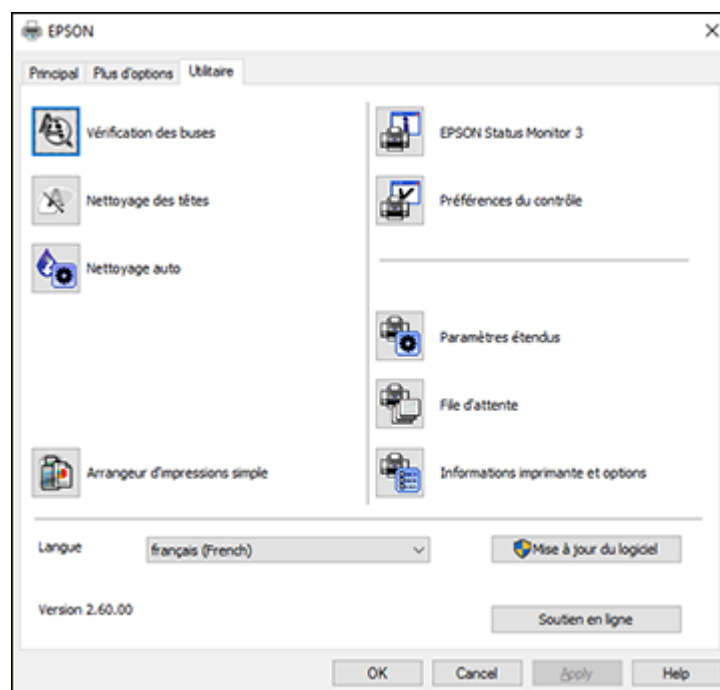 EPSON
Principal Plus d'options Utilitaire
Vérification des buses
EPSON Status Monitor 3
Nettoyage des têtes
Préférences du contrôle
Nettoyage auto
Paramètres étendus
File d'attente
Arrangeur d'impressions simple
Informations imprimante et options
Langue
français (French)
Mise à jour du logiciel
Version 2.60.00
Soutien en ligne
OK Cancel Apply Help